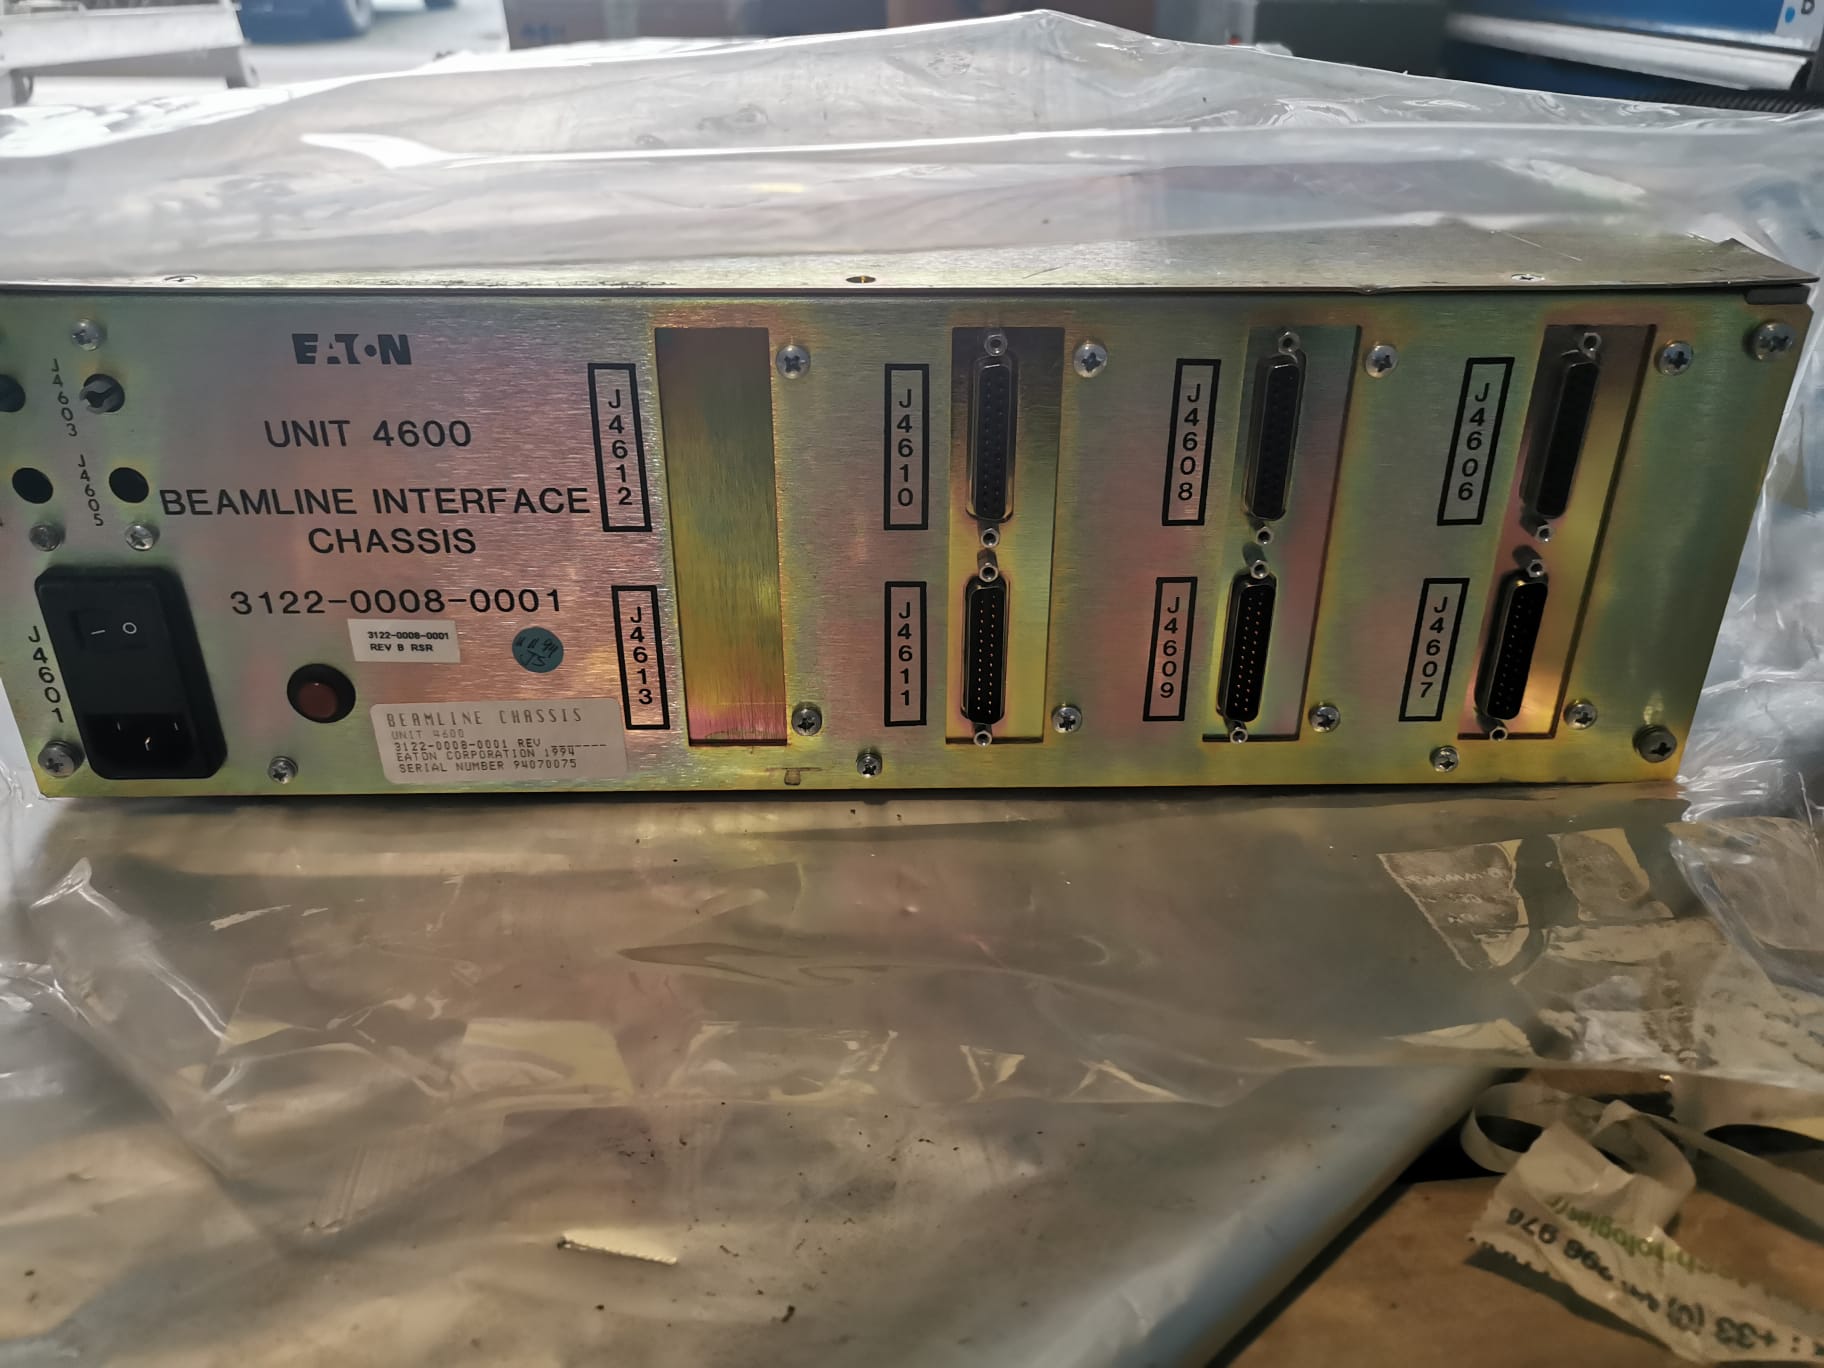 EATON
UNIT 4600
BEAMLINE INTERFACE
CHASSIS
3122-0008-0001
3122-0008-0001
REV B RSR
BEAMLINE CHASSIS
UNIT 4600
3122-0008-0001 REV
EATON CORPORATION 1994
SERIAL NUMBER 94070075
J4603
J4605
J4601
J4612
J4613
J4610
J4611
J4608
J4609
J4606
J4607